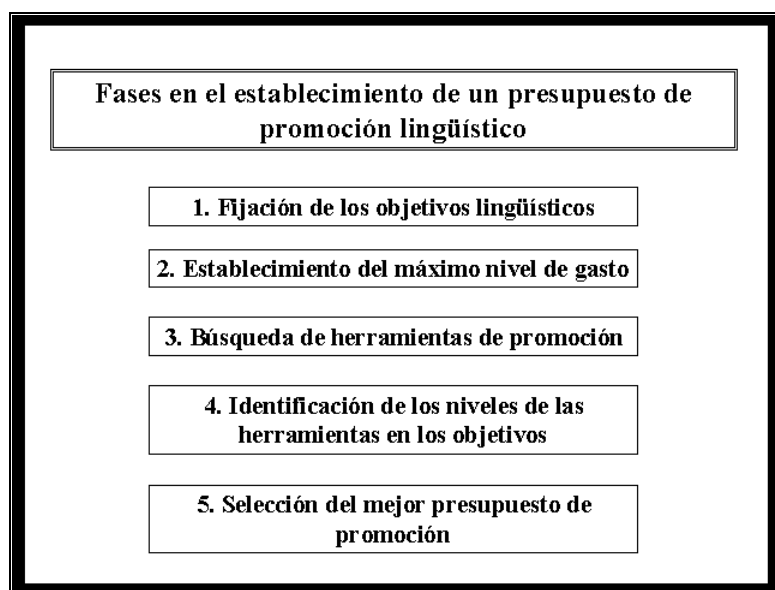 Fases en el establecimiento de un presupuesto de
promoción lingüístico
1. Fijación de los objetivos lingüísticos
2. Establecimiento del máximo nivel de gasto
3. Búsqueda de herramientas de promoción
4. Identificación de los niveles de las
herramientas en los objetivos
5. Selección del mejor presupuesto de
promoción